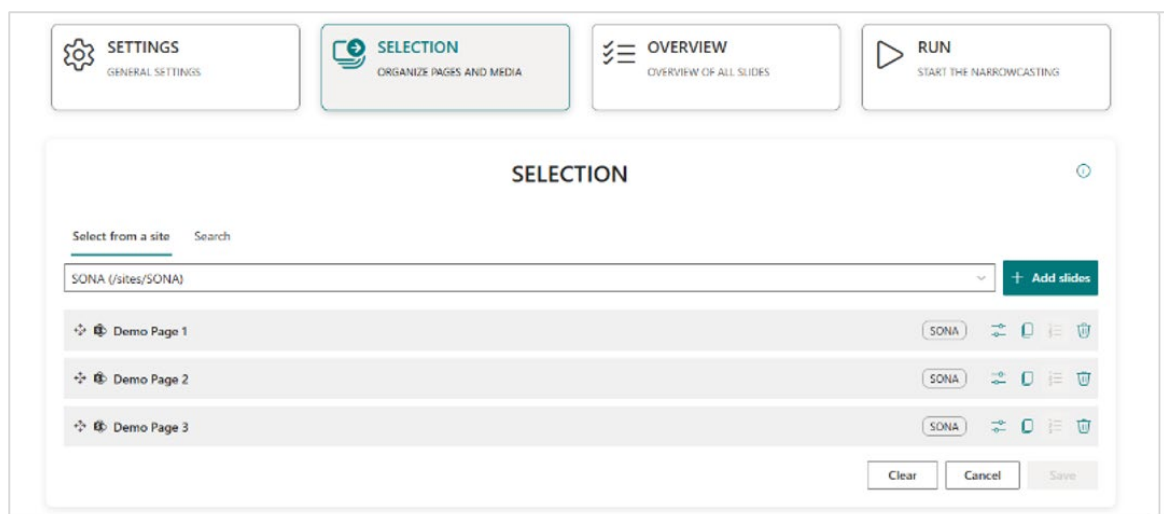 SETTINGS
GENERAL SETTINGS
SELECTION
ORGANIZE PAGES AND MEDIA
OVERVIEW
OVERVIEW OF ALL SLIDES
RUN
START THE NARROWCASTING
SELECTION
Select from a site Search
SONA (/sites/SONA) + Add slides
Demo Page 1 SONA
Demo Page 2 SONA
Demo Page 3 SONA
Clear Cancel Save